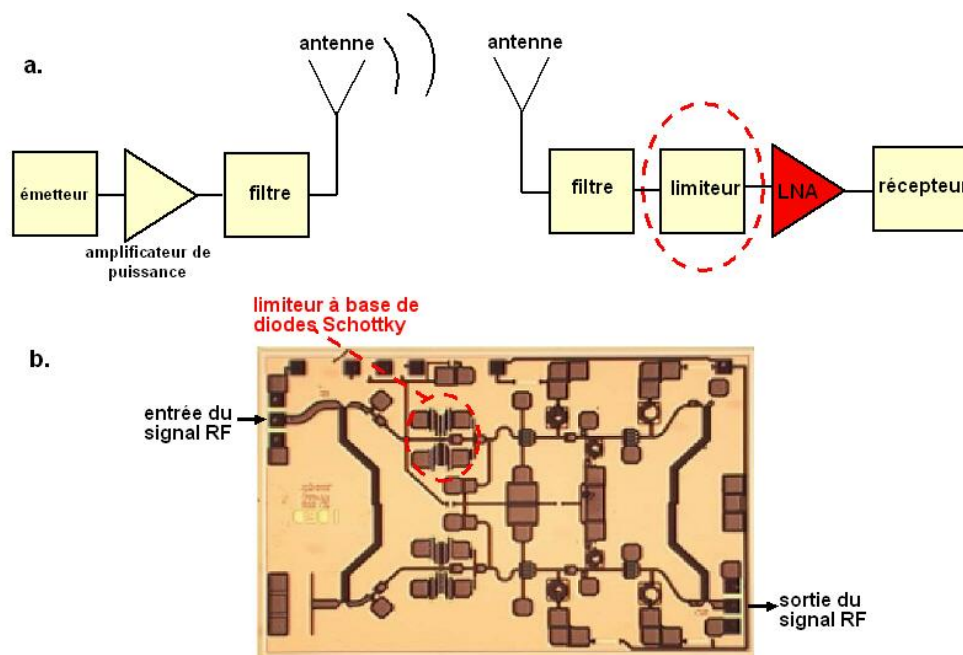 antenne
antenne
a.
émetteur
filtre
filtre
limiteur
LNA
récepteur
amplificateur de
puissance
limiteur à base de
diodes Schottky
b.
entrée du
signal RF
sortie du
signal RF